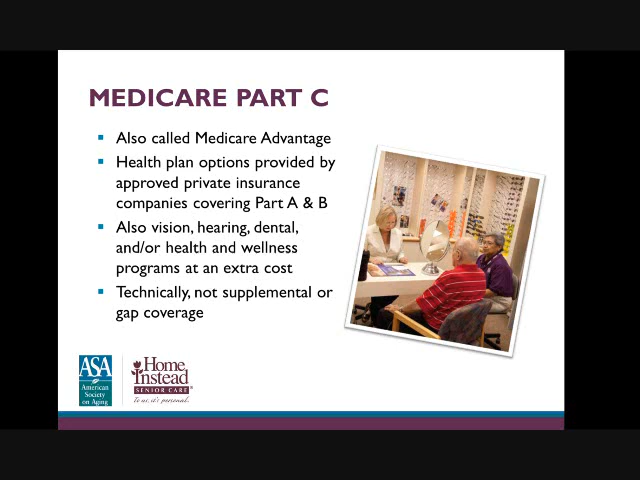 MEDICARE PART C
Also called Medicare Advantage
Health plan options provided by
approved private insurance
companies covering Part A & B
Also vision, hearing, dental,
and/or health and wellness
programs at an extra cost
Technically, not supplemental or
gap coverage
ASA
American
Society
on Aging
Home
Instead
SENIOR CARE
To us, it's personal.